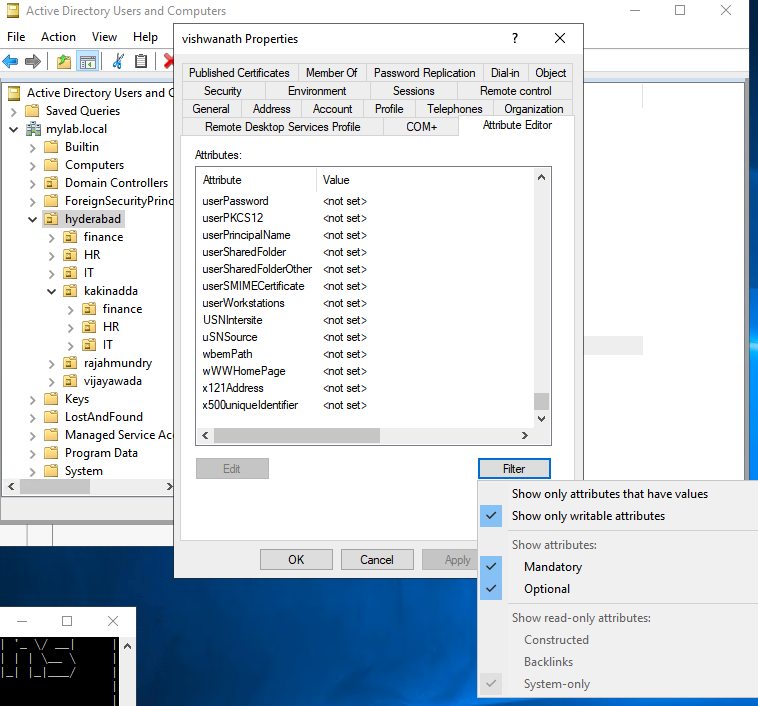 Active Directory Users and Computers
File Action View Help
Active Directory Users and C
Saved Queries
mylab.local
Builtin
Computers
Domain Controllers
ForeignSecurityPrinc
hyderabad
finance
HR
IT
kakinadda
finance
HR
IT
rajahmundry
vijayawada
Keys
LostAndFound
Managed Service Ac
Program Data
System
vishwanath Properties
?
Published Certificates Member Of Password Replication Dial-in Object
Security Environment Sessions Remote control
General Address Account Profile Telephones Organization
Remote Desktop Services Profile COM+ Attribute Editor
Attributes:
Attribute Value
userPassword <not set>
userPKCS12 <not set>
userPrincipalName <not set>
userSharedFolder <not set>
userSharedFolderOther <not set>
userSMIMECertificate <not set>
userWorkstations <not set>
USNIntersite <not set>
uSNSource <not set>
wbemPath <not set>
wWWHomePage <not set>
x121Address <not set>
x500uniqueIdentifier <not set>
Edit Filter
OK Cancel Apply
Show only attributes that have values
Show only writable attributes
Show attributes:
Mandatory
Optional
Show read-only attributes:
Constructed
Backlinks
System-only